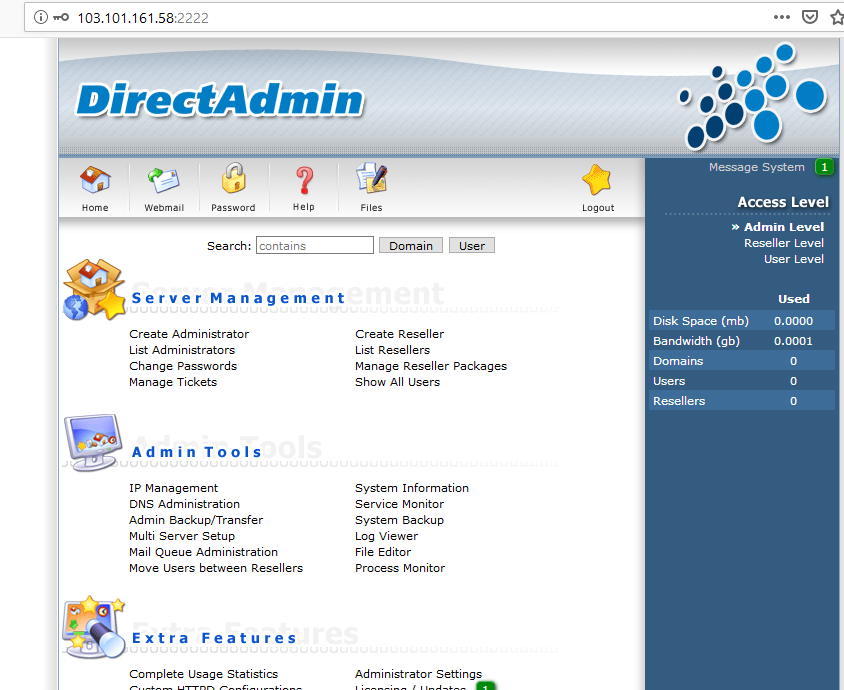 103.101.161.58:2222
DirectAdmin
Message System 1
Home Webmail Password Help Files Logout
Access Level
» Admin Level
Reseller Level
User Level
Search: contains Domain User
Server Management
Used
Disk Space (mb) 0.0000
Bandwidth (gb) 0.0001
Domains 0
Users 0
Resellers 0
Create Administrator Create Reseller
List Administrators List Resellers
Change Passwords Manage Reseller Packages
Manage Tickets Show All Users
Admin Tools
IP Management System Information
DNS Administration Service Monitor
Admin Backup/Transfer System Backup
Multi Server Setup Log Viewer
Mail Queue Administration File Editor
Move Users between Resellers Process Monitor
Extra Features
Complete Usage Statistics Administrator Settings
Custom HTTPD Configurations Licensing / Updates 1